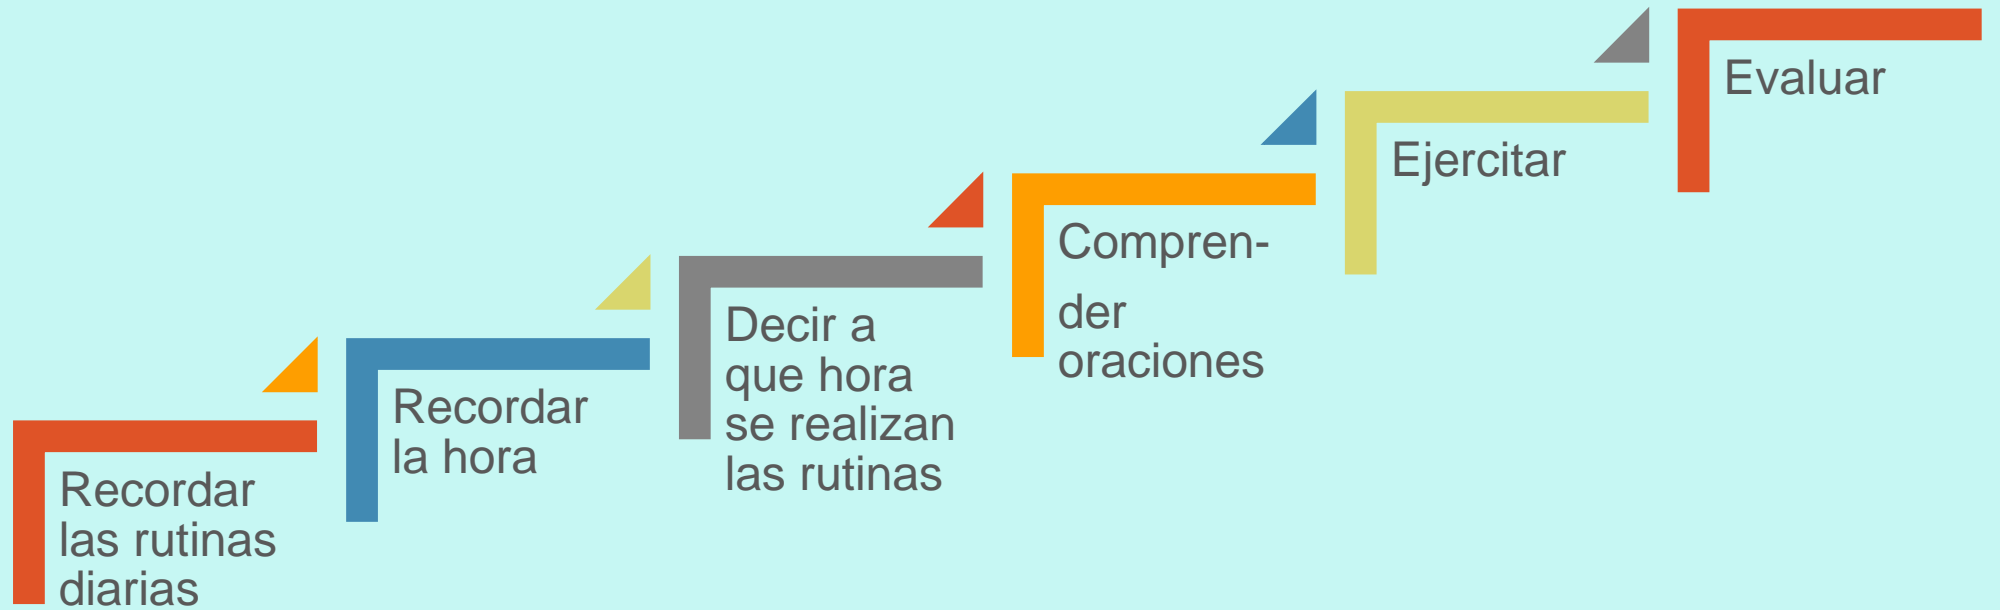 Recordar
las rutinas
diarias
Recordar
la hora
Decir a
que hora
se realizan
las rutinas
Compren-
der
oraciones
Ejercitar
Evaluar